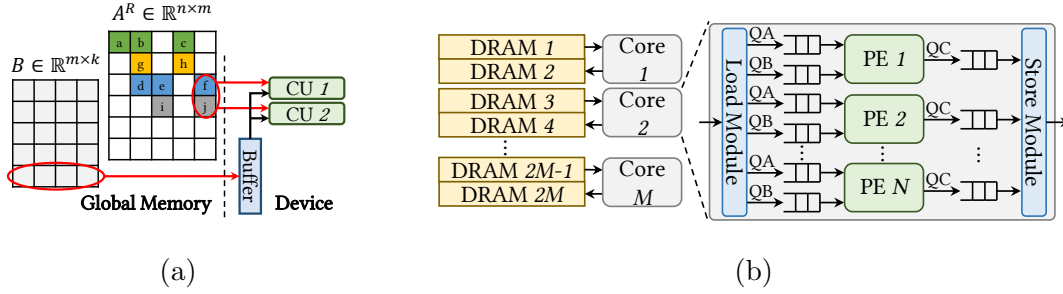 A^R ∈ ℝ^{n×m}
B ∈ ℝ^{m×k}
a b c
g h
d e f
i j
CU 1
CU 2
Buffer
Global Memory
Device
(a)
DRAM 1
DRAM 2
Core
1
DRAM 3
DRAM 4
Core
2
DRAM 2M-1
DRAM 2M
Core
M
Load Module
QA
QB
PE 1
QC
QA
QB
PE 2
QC
QA
QB
PE N
QC
Store Module
(b)